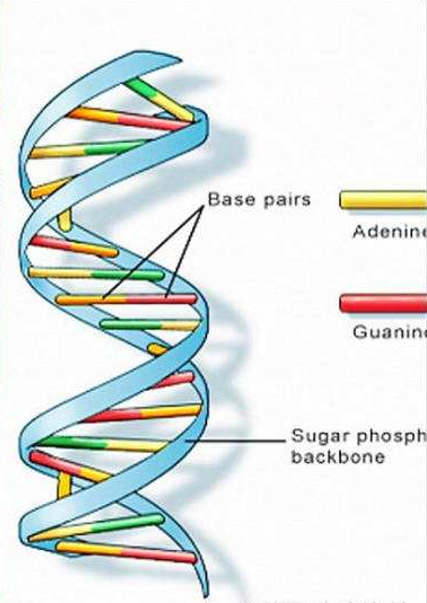 Base pairs
Adenine
Guanine
Sugar phosph
backbone